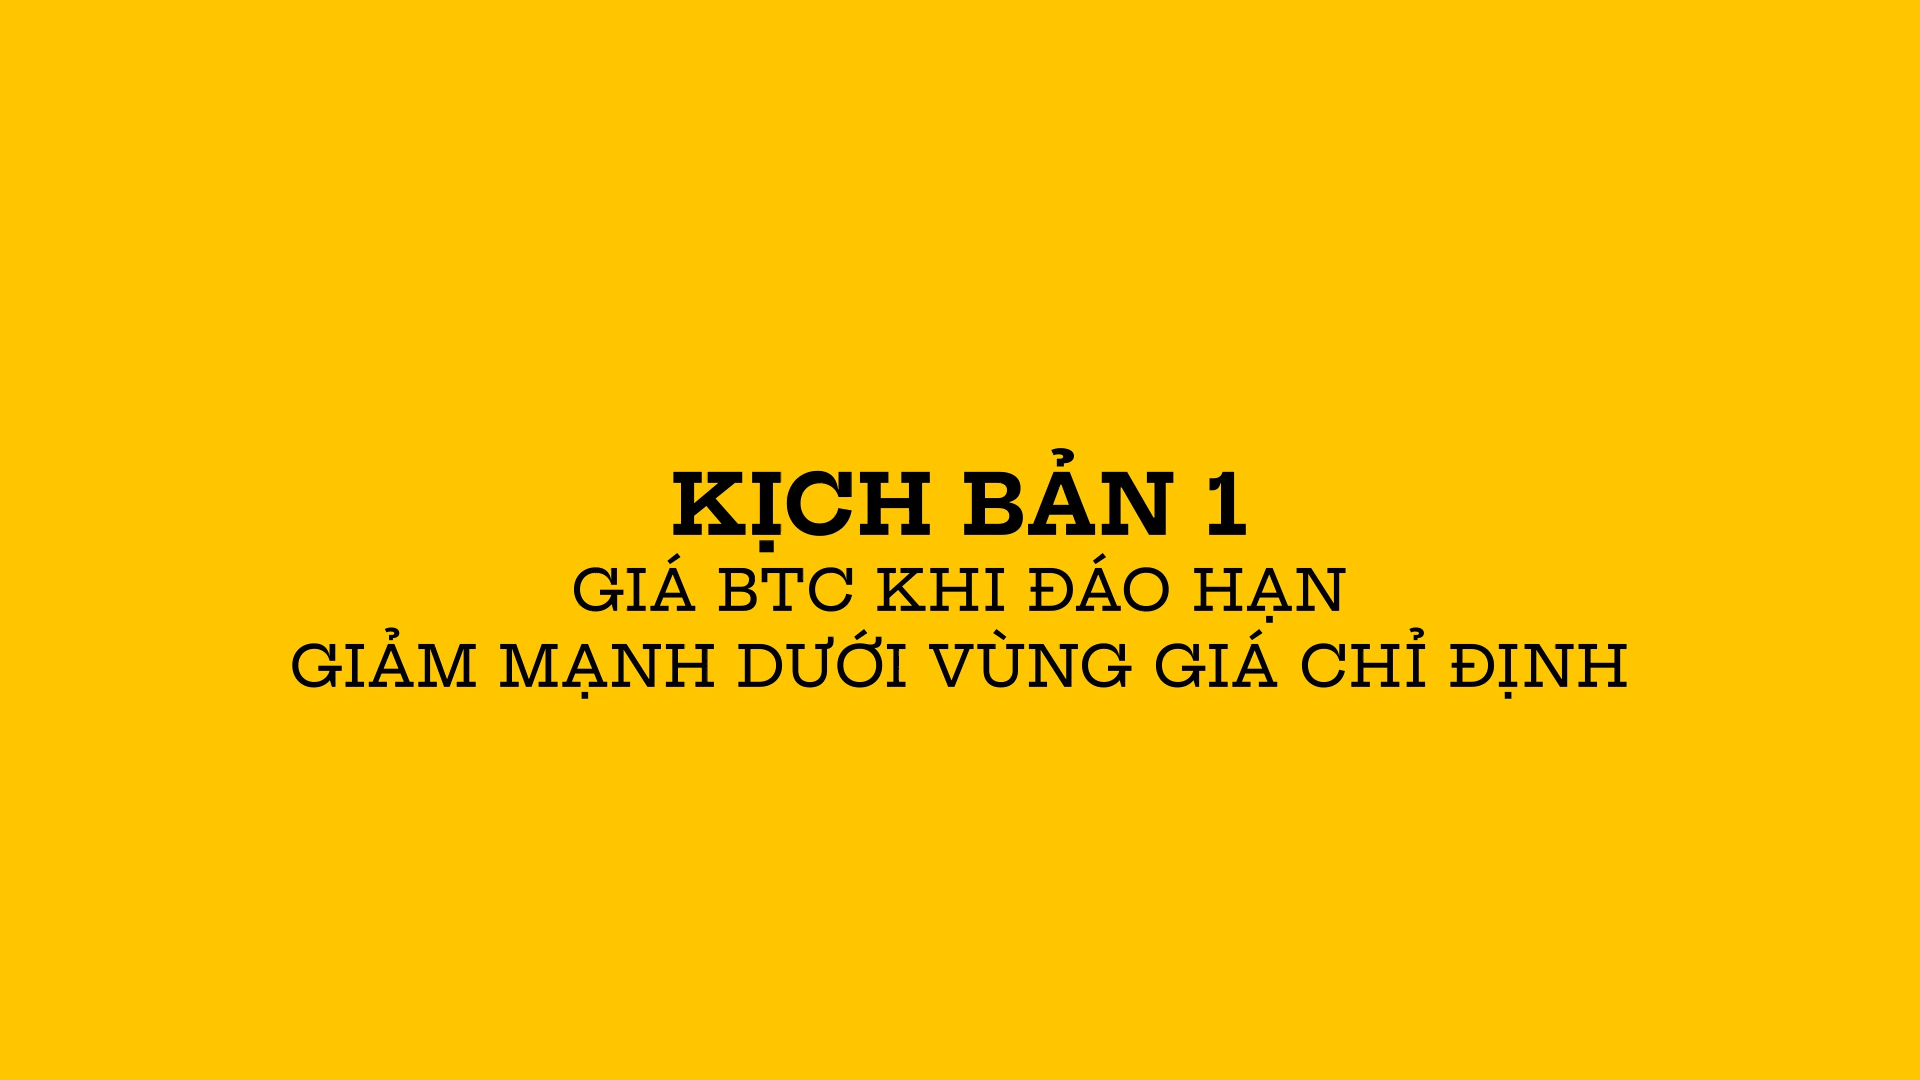 KỊCH BẢN 1
GIÁ BTC KHI ĐÁO HẠN
GIẢM MẠNH DƯỚI VÙNG GIÁ CHỈ ĐỊNH